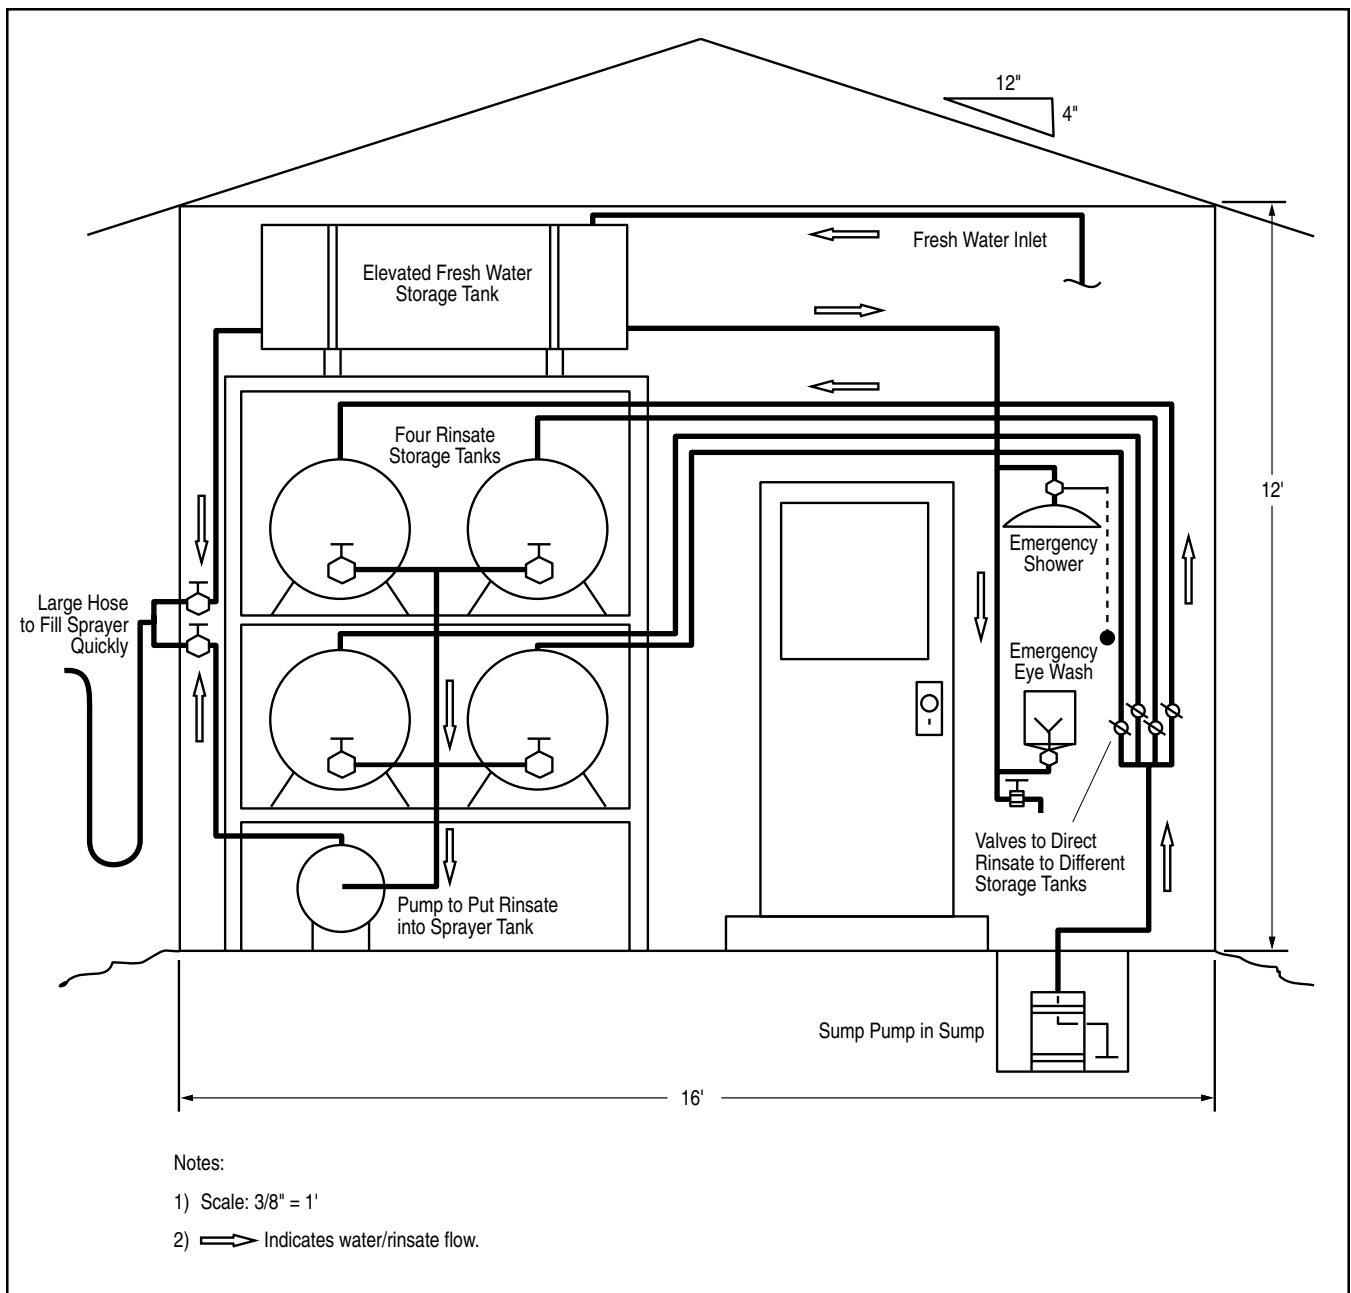 12"
4"
Fresh Water Inlet
Elevated Fresh Water
Storage Tank
Four Rinsate
Storage Tanks
12'
Emergency
Shower
Large Hose
to Fill Sprayer
Quickly
Emergency
Eye Wash
Valves to Direct
Rinsate to Different
Storage Tanks
Pump to Put Rinsate
into Sprayer Tank
Sump Pump in Sump
16'
Notes:
1) Scale: 3/8" = 1'
2) Indicates water/rinsate flow.